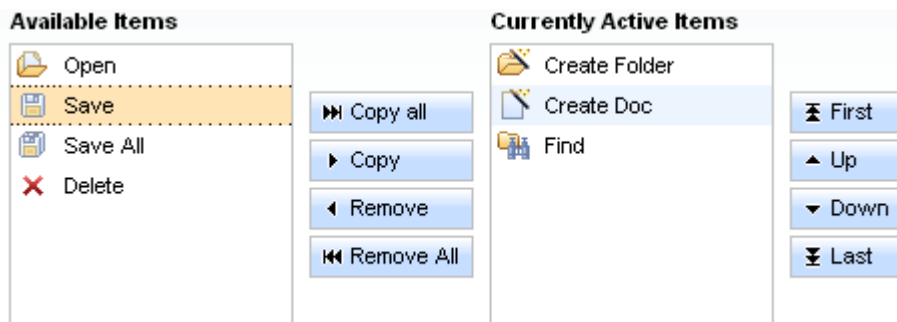 Available Items
Open
Save
Save All
Delete
Copy all
Copy
Remove
Remove All
Currently Active Items
Create Folder
Create Doc
Find
First
Up
Down
Last